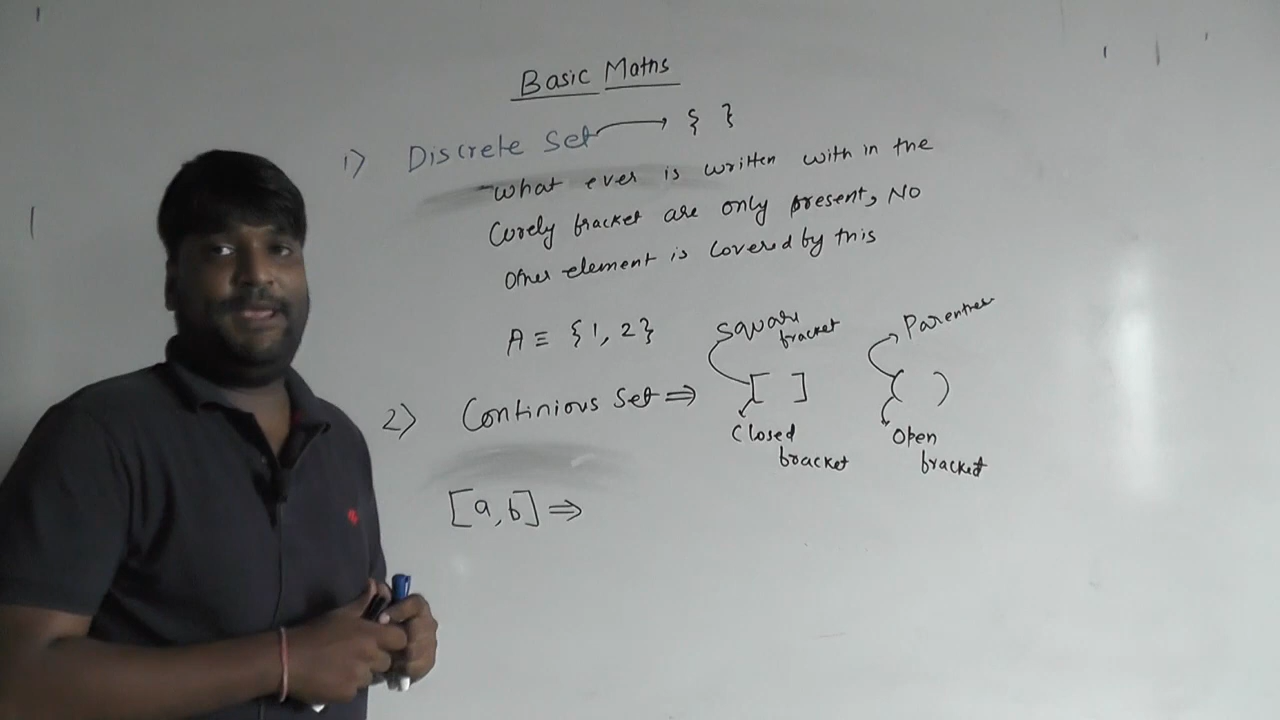 Basic Maths
1) Discrete Set → { }
What ever is written with in the
Curely bracket are only present, No
Other element is Covered by this
A ≡ {1, 2}
Square bracket
Parenthes
2) Continious Set ⇒ [ ] ( )
Closed bracket
Open bracket
[a, b] ⇒